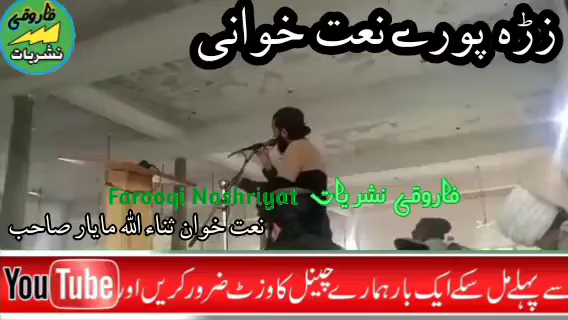 فاروقی
نشریات
زڑہ پورے نعت خوانی
Farooqi Nashriyat فاروقی نشریات
نعت خوان ثناء اللہ مایار صاحب
YouTube
سے پہلے مل سکے ایک بار ہمارے چینل کا وزٹ ضرور کریں اور